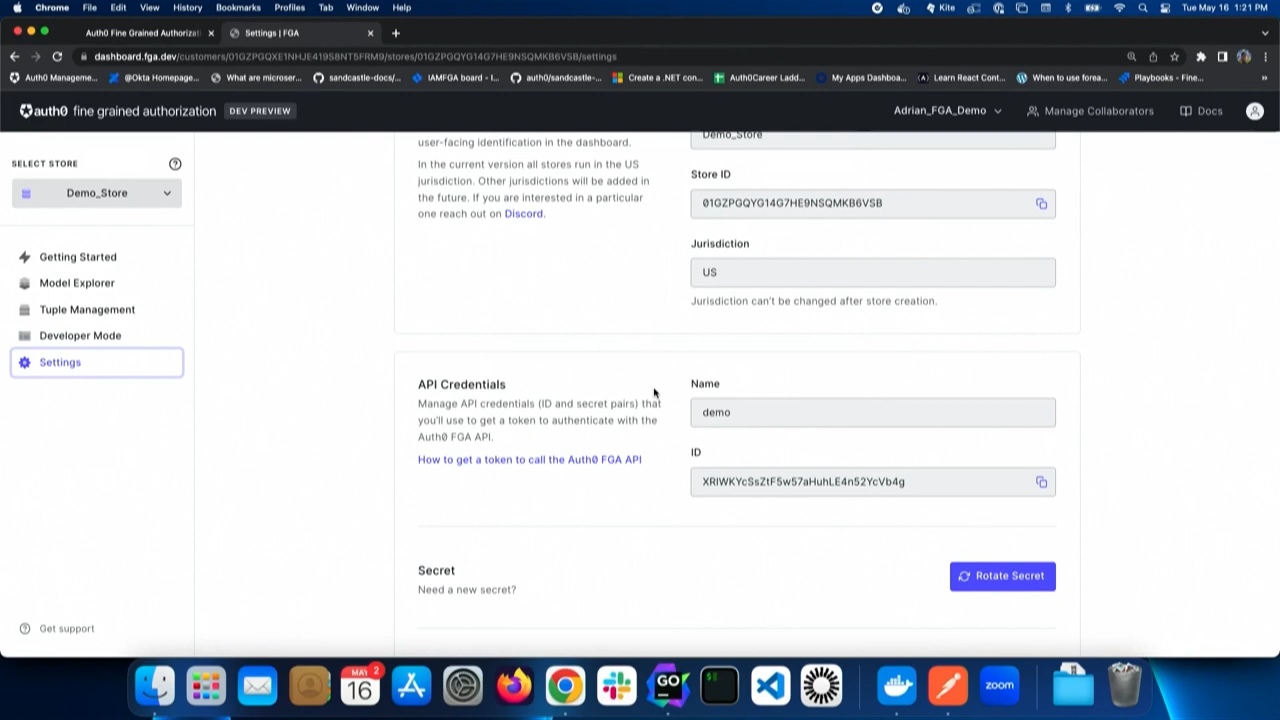 Chrome File Edit View History Bookmarks Profiles Tab Window Help
Kite
Tue May 16 1:21 PM
Auth0 Fine Grained Authorizati
Settings | FGA
dashboard.fga.dev/customers/01GZPGQXE1NHJE419S8NT5FRM9/stores/01GZPGQYG14G7HE9NSQMKB6VSB/settings
Auth0 Manageme...
@Okta Homepage...
What are microser...
sandcastle-docs/...
IAMFGA board - I...
auth0/sandcastle-...
Create a .NET con...
Auth0Career Ladd...
My Apps Dashboa...
Learn React Cont...
When to use forea...
Playbooks - Fine...
auth0 fine grained authorization
DEV PREVIEW
Adrian_FGA_Demo
Manage Collaborators
Docs
SELECT STORE
Demo_Store
Getting Started
Model Explorer
Tuple Management
Developer Mode
Settings
Get support
user-facing identification in the dashboard.
In the current version all stores run in the US
jurisdiction. Other jurisdictions will be added in
the future. If you are interested in a particular
one reach out on Discord.
Demo_Store
Store ID
01GZPGQYG14G7HE9NSQMKB6VSB
Jurisdiction
US
Jurisdiction can't be changed after store creation.
API Credentials
Manage API credentials (ID and secret pairs) that
you'll use to get a token to authenticate with the
Auth0 FGA API.
How to get a token to call the Auth0 FGA API
Name
demo
ID
XRIWKYcSsZtF5w57aHuhLE4n52YcVb4g
Secret
Need a new secret?
Rotate Secret
MAY
2
16
GO
zoom